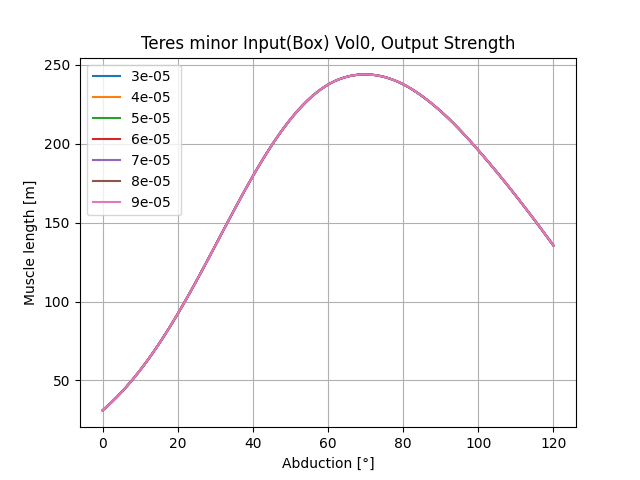 Teres minor Input(Box) Vol0, Output Strength
250
200
150
100
50
Muscle length [m]
3e-05
4e-05
5e-05
6e-05
7e-05
8e-05
9e-05
0 20 40 60 80 100 120
Abduction [°]